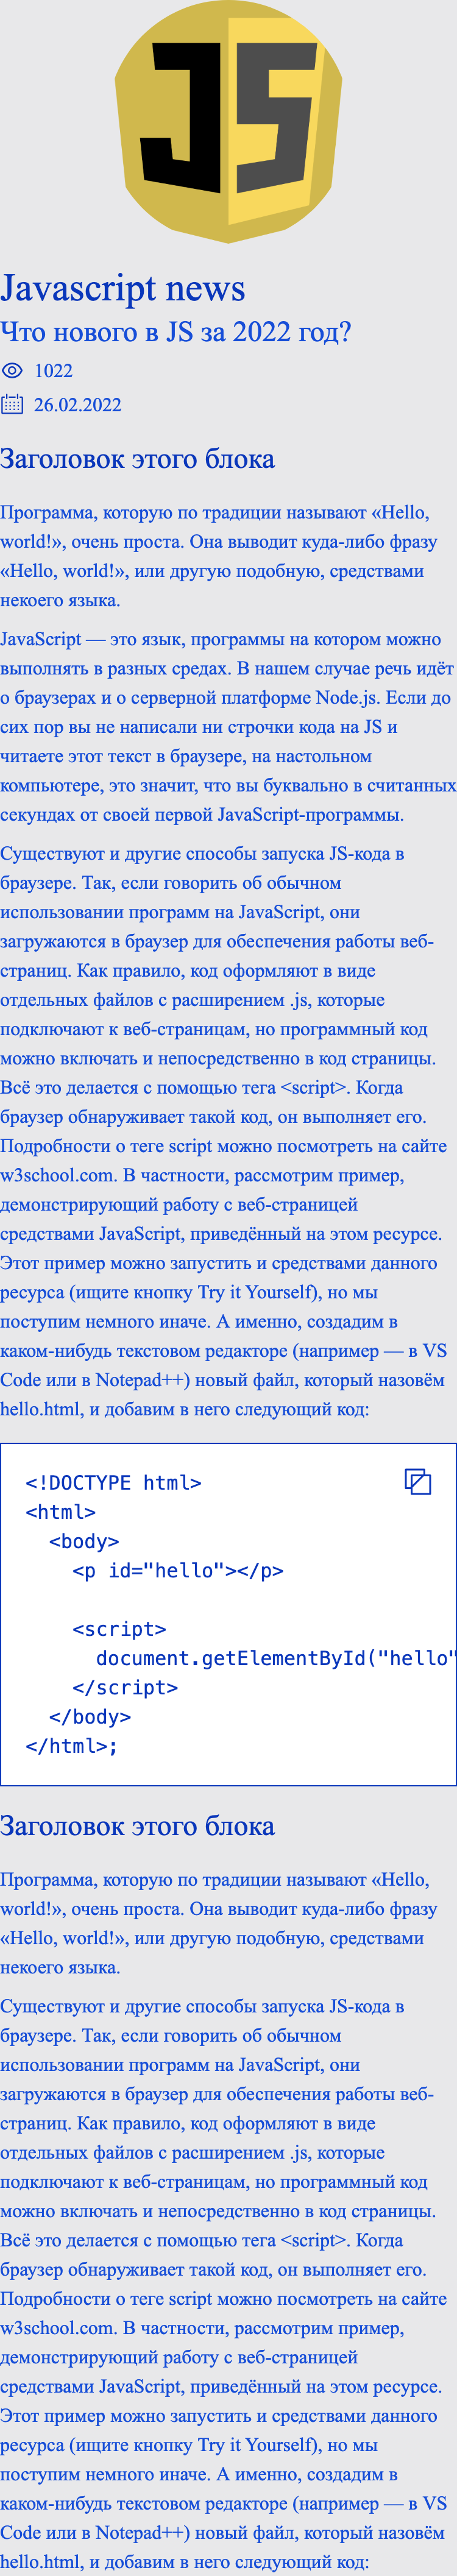 JS
Javascript news
Что нового в JS за 2022 год?
1022
26.02.2022
Заголовок этого блока
Программа, которую по традиции называют «Hello,
world!», очень проста. Она выводит куда-либо фразу
«Hello, world!», или другую подобную, средствами
некоего языка.
JavaScript — это язык, программы на котором можно
выполнять в разных средах. В нашем случае речь идёт
о браузерах и о серверной платформе Node.js. Если до
сих пор вы не написали ни строчки кода на JS и
читаете этот текст в браузере, на настольном
компьютере, это значит, что вы буквально в считанных
секундах от своей первой JavaScript-программы.
Существуют и другие способы запуска JS-кода в
браузере. Так, если говорить об обычном
использовании программ на JavaScript, они
загружаются в браузер для обеспечения работы веб-
страниц. Как правило, код оформляют в виде
отдельных файлов с расширением .js, которые
подключают к веб-страницам, но программный код
можно включать и непосредственно в код страницы.
Всё это делается с помощью тега <script>. Когда
браузер обнаруживает такой код, он выполняет его.
Подробности о теге script можно посмотреть на сайте
w3school.com. В частности, рассмотрим пример,
демонстрирующий работу с веб-страницей
средствами JavaScript, приведённый на этом ресурсе.
Этот пример можно запустить и средствами данного
ресурса (ищите кнопку Try it Yourself), но мы
поступим немного иначе. А именно, создадим в
каком-нибудь текстовом редакторе (например — в VS
Code или в Notepad++) новый файл, который назовём
hello.html, и добавим в него следующий код:
<!DOCTYPE html>
<html>
<body>
<p id="hello"></p>
<script>
document.getElementById("hello"
</script>
</body>
</html>;
Заголовок этого блока
Программа, которую по традиции называют «Hello,
world!», очень проста. Она выводит куда-либо фразу
«Hello, world!», или другую подобную, средствами
некоего языка.
Существуют и другие способы запуска JS-кода в
браузере. Так, если говорить об обычном
использовании программ на JavaScript, они
загружаются в браузер для обеспечения работы веб-
страниц. Как правило, код оформляют в виде
отдельных файлов с расширением .js, которые
подключают к веб-страницам, но программный код
можно включать и непосредственно в код страницы.
Всё это делается с помощью тега <script>. Когда
браузер обнаруживает такой код, он выполняет его.
Подробности о теге script можно посмотреть на сайте
w3school.com. В частности, рассмотрим пример,
демонстрирующий работу с веб-страницей
средствами JavaScript, приведённый на этом ресурсе.
Этот пример можно запустить и средствами данного
ресурса (ищите кнопку Try it Yourself), но мы
поступим немного иначе. А именно, создадим в
каком-нибудь текстовом редакторе (например — в VS
Code или в Notepad++) новый файл, который назовём
hello.html, и добавим в него следующий код: